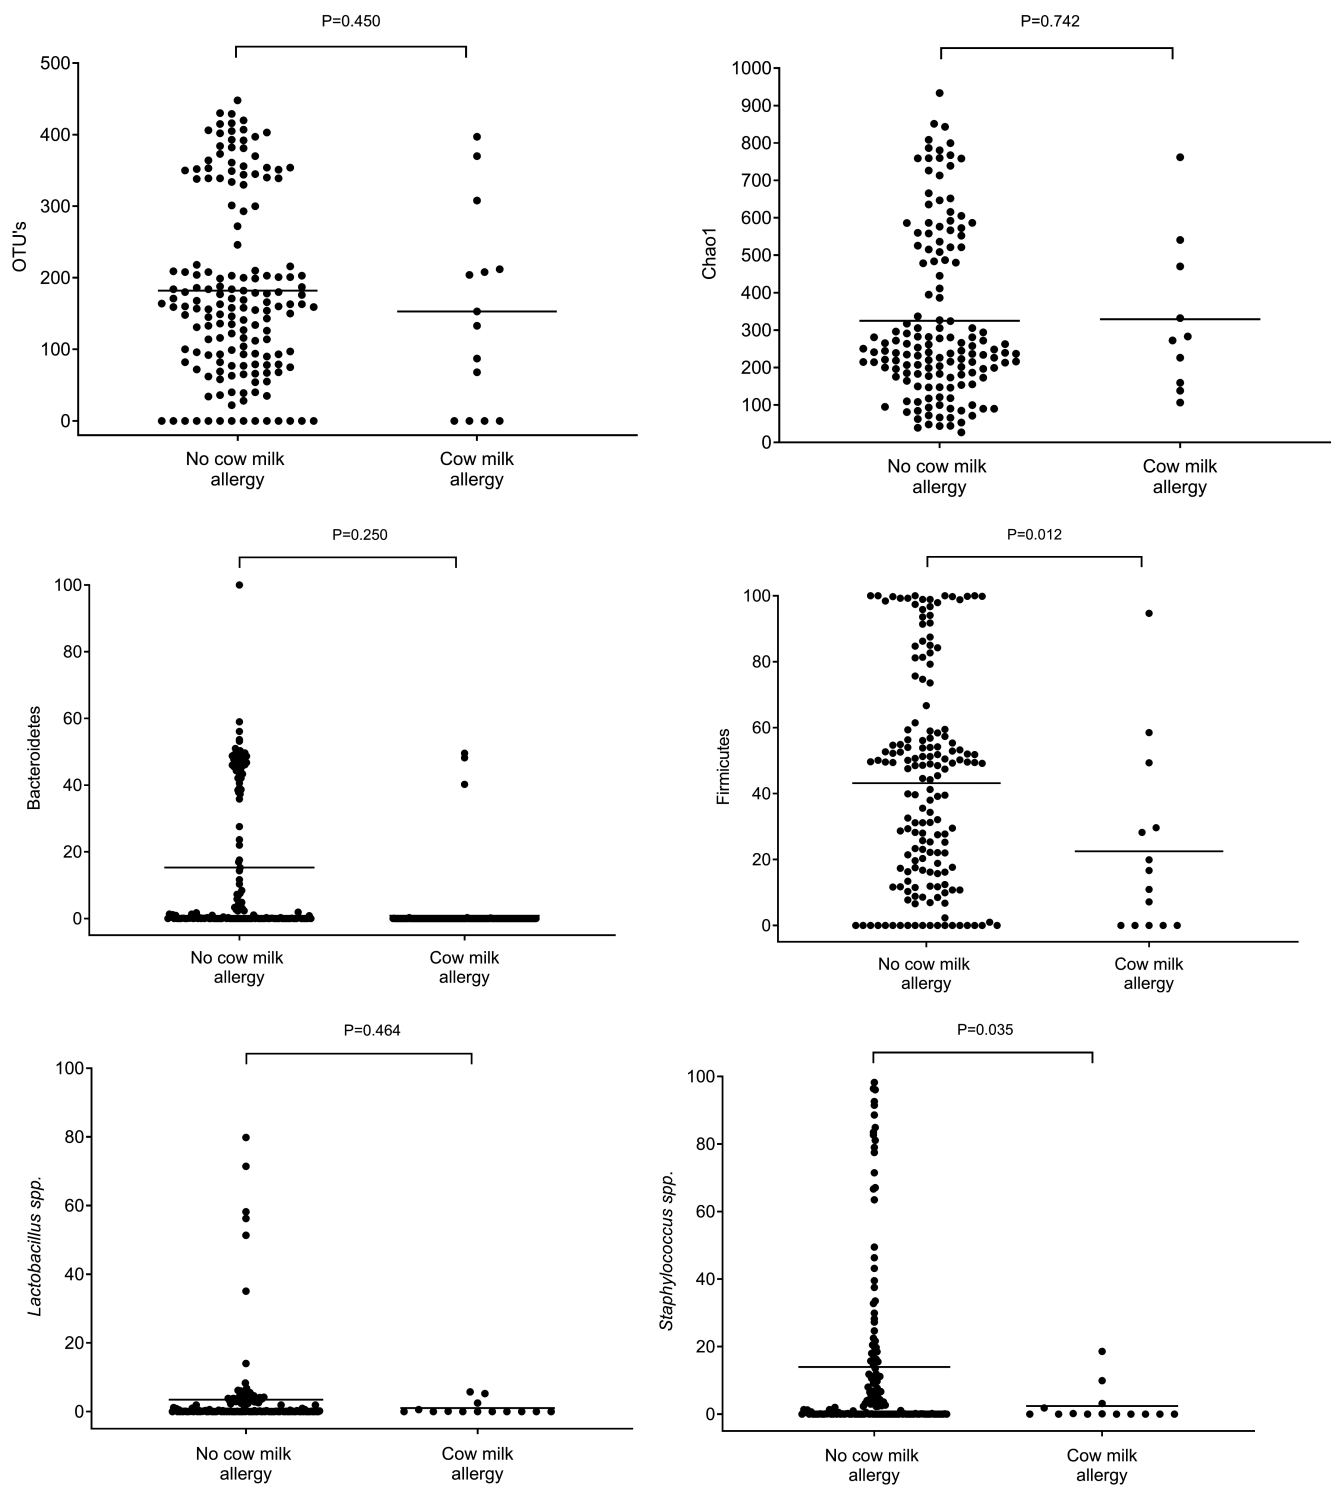 P=0.450
500
400
300
200
100
0
OTU's
No cow milk
allergy
Cow milk
allergy
P=0.742
1000
900
800
700
600
500
400
300
200
100
0
Chao1
No cow milk
allergy
Cow milk
allergy
P=0.250
100
80
60
40
20
0
Bacteroidetes
No cow milk
allergy
Cow milk
allergy
P=0.012
100
80
60
40
20
0
Firmicutes
No cow milk
allergy
Cow milk
allergy
P=0.464
100
80
60
40
20
0
Lactobacillus spp.
No cow milk
allergy
Cow milk
allergy
P=0.035
100
80
60
40
20
0
Staphylococcus spp.
No cow milk
allergy
Cow milk
allergy